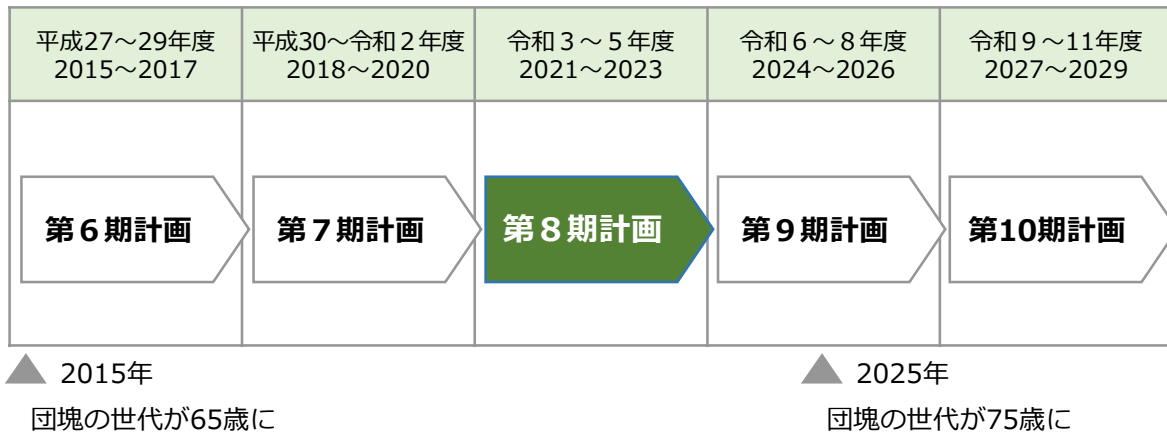 平成27～29年度
2015～2017
平成30～令和２年度
2018～2020
令和３～５年度
2021～2023
令和６～８年度
2024～2026
令和９～11年度
2027～2029
第６期計画
第７期計画
第８期計画
第９期計画
第10期計画
2015年
団塊の世代が65歳に
2025年
団塊の世代が75歳に